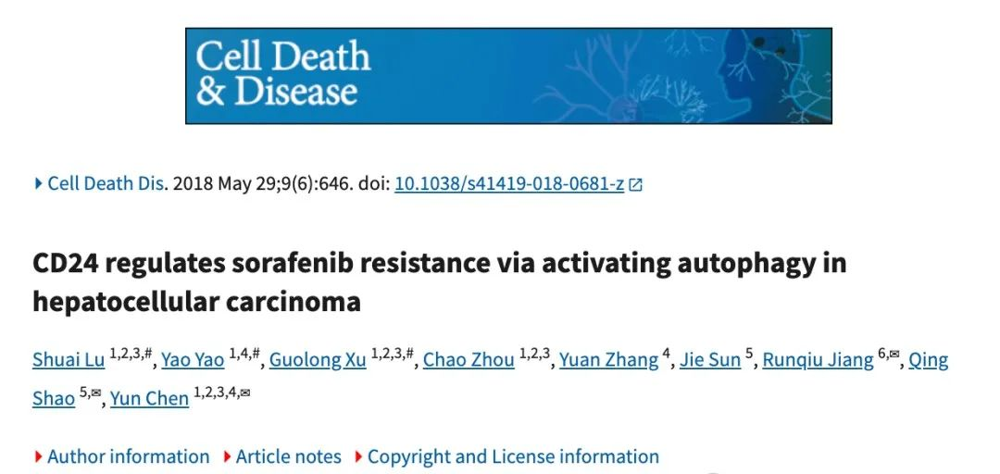 Cell Death
& Disease
Cell Death Dis. 2018 May 29;9(6):646. doi: 10.1038/s41419-018-0681-z
CD24 regulates sorafenib resistance via activating autophagy in
hepatocellular carcinoma
Shuai Lu 1,2,3,#, Yao Yao 1,4,#, Guolong Xu 1,2,3,#, Chao Zhou 1,2,3, Yuan Zhang 4, Jie Sun 5, Runqiu Jiang 6,✉, Qing
Shao 5,✉, Yun Chen 1,2,3,4,✉
Author information Article notes Copyright and License information